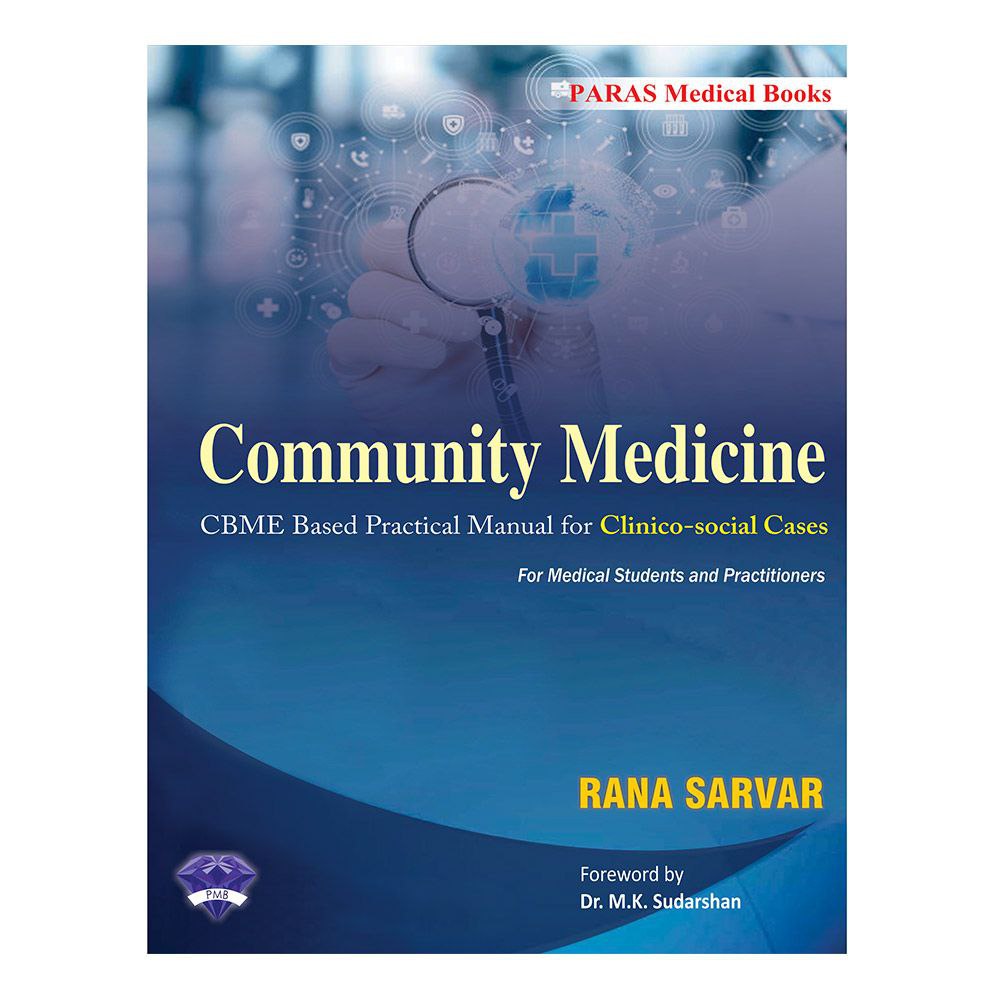 PARAS Medical Books
Community Medicine
CBME Based Practical Manual for Clinico-social Cases
For Medical Students and Practitioners
RANA SARVAR
Foreword by
Dr. M.K. Sudarshan
PMB